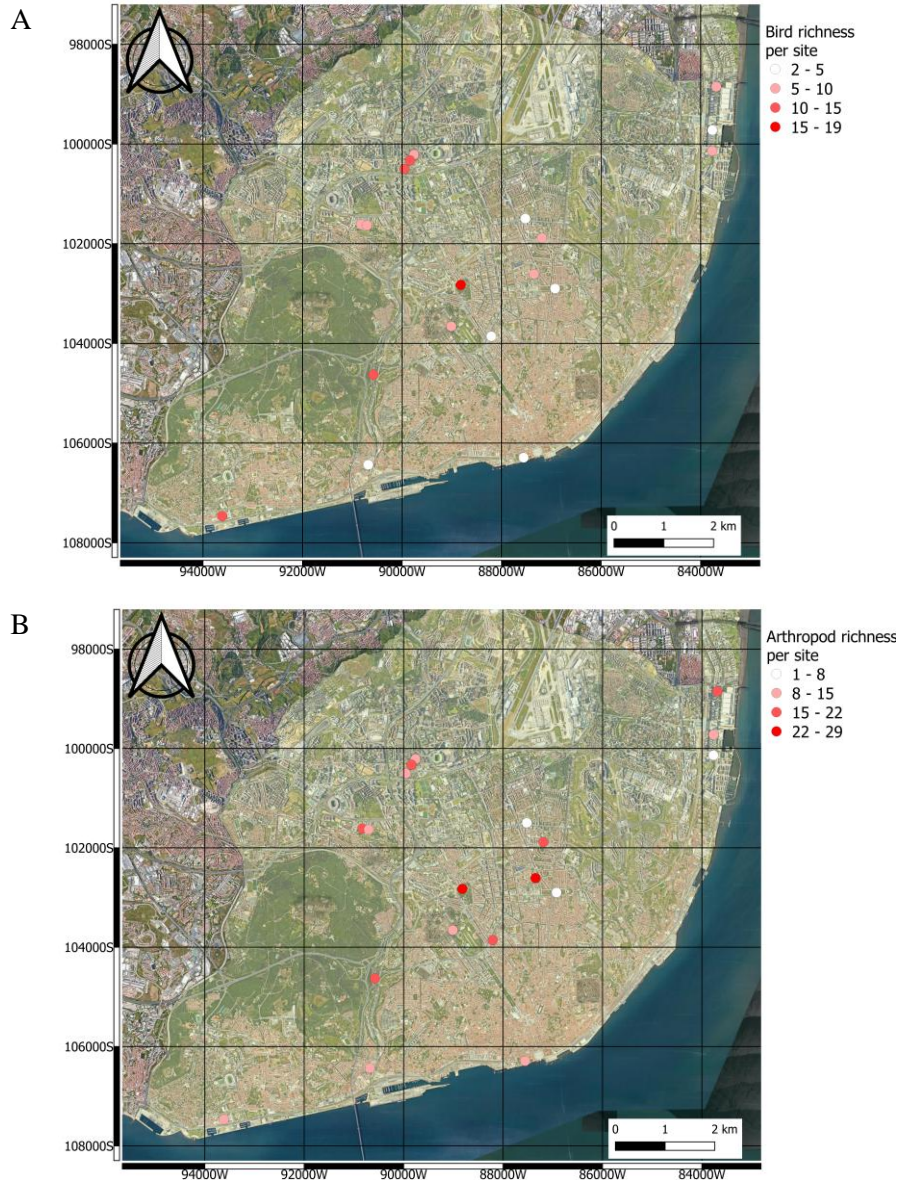 A
98000S
100000S
102000S
104000S
106000S
108000S
94000W
92000W
90000W
88000W
86000W
84000W
0 1 2 km
Bird richness
per site
2 - 5
5 - 10
10 - 15
15 - 19
B
98000S
100000S
102000S
104000S
106000S
108000S
94000W
92000W
90000W
88000W
86000W
84000W
0 1 2 km
Arthropod richness
per site
1 - 8
8 - 15
15 - 22
22 - 29